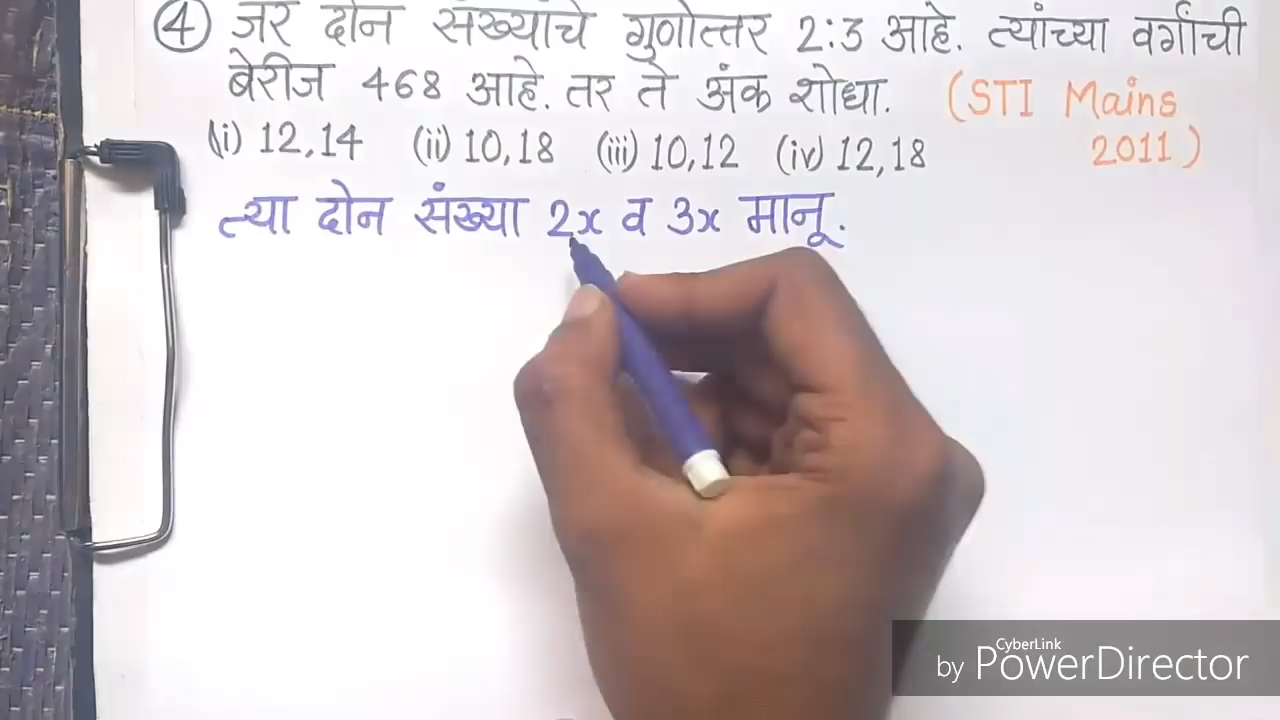 ④ जर दोन संख्यांचे गुणोत्तर 2:3 आहे. त्यांच्या वर्गाची
बेरीज 468 आहे. तर ते अंक शोधा. (STI Mains 2011)
(i) 12,14 (ii) 10,18 (iii) 10,12 (iv) 12,18
त्या दोन संख्या 2x व 3x मानू.
by CyberLink PowerDirector